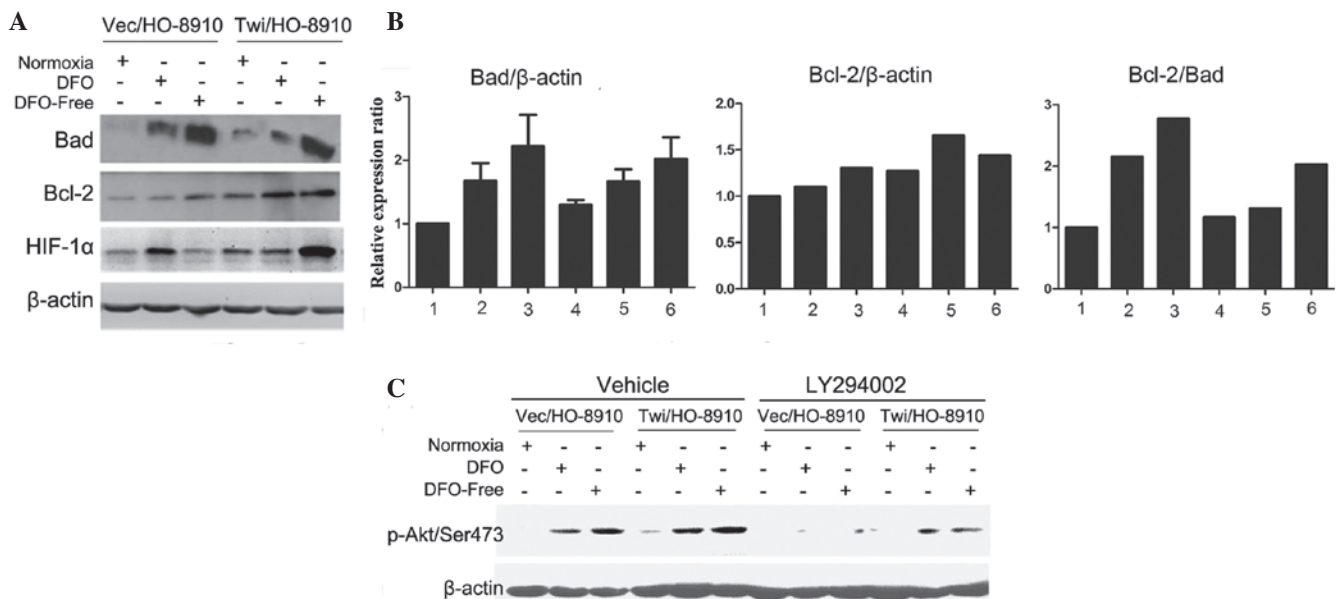 A
Vec/HO-8910 Twi/HO-8910
Normoxia + - - + - -
DFO - + - - + -
DFO-Free - - + - - +
Bad
Bcl-2
HIF-1α
β-actin
B
Relative expression ratio
Bad/β-actin
3
2
1
0
1 2 3 4 5 6
Bcl-2/β-actin
2.0
1.5
1.0
0.5
0.0
1 2 3 4 5 6
Bcl-2/Bad
3
2
1
0
1 2 3 4 5 6
C
Vehicle LY294002
Vec/HO-8910 Twi/HO-8910 Vec/HO-8910 Twi/HO-8910
Normoxia + - - + - - + - - + - -
DFO - + - - + - - + - - + -
DFO-Free - - + - - + - - + - - +
p-Akt/Ser473
β-actin